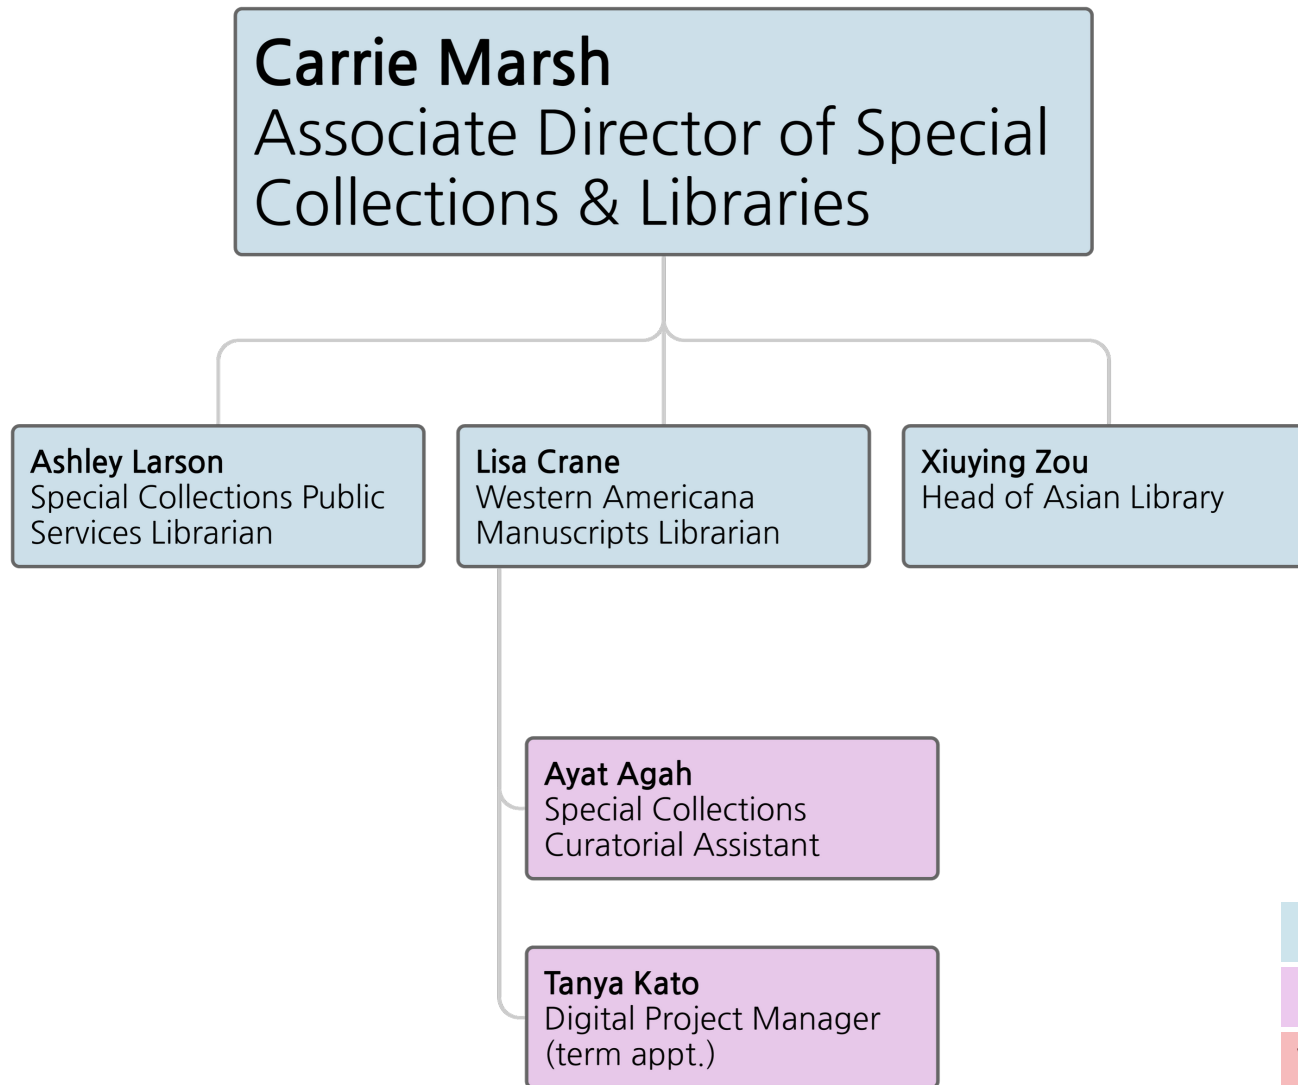 Carrie Marsh
Associate Director of Special
Collections & Libraries
Ashley Larson
Special Collections Public
Services Librarian
Lisa Crane
Western Americana
Manuscripts Librarian
Xiuying Zou
Head of Asian Library
Ayat Agah
Special Collections
Curatorial Assistant
Tanya Kato
Digital Project Manager
(term appt.)